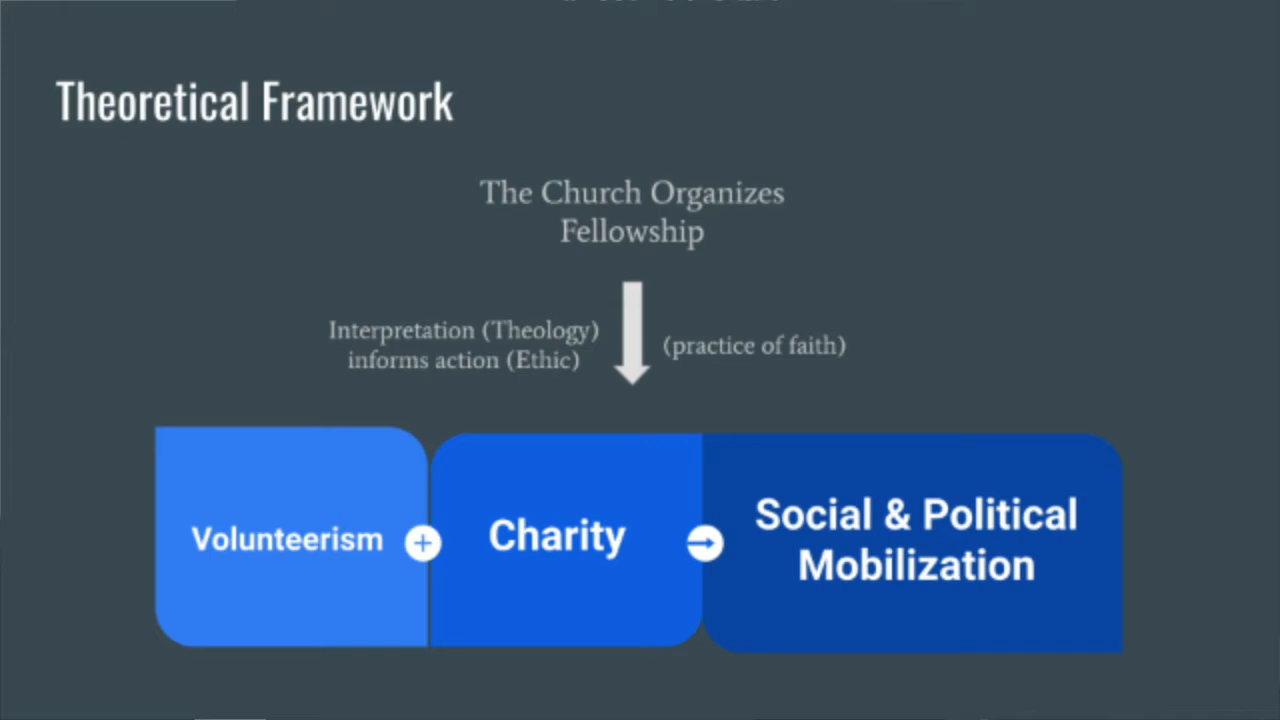 Theoretical Framework
The Church Organizes
Fellowship
Interpretation (Theology)
informs action (Ethic)
(practice of faith)
Volunteerism
+
Charity
Social & Political
Mobilization